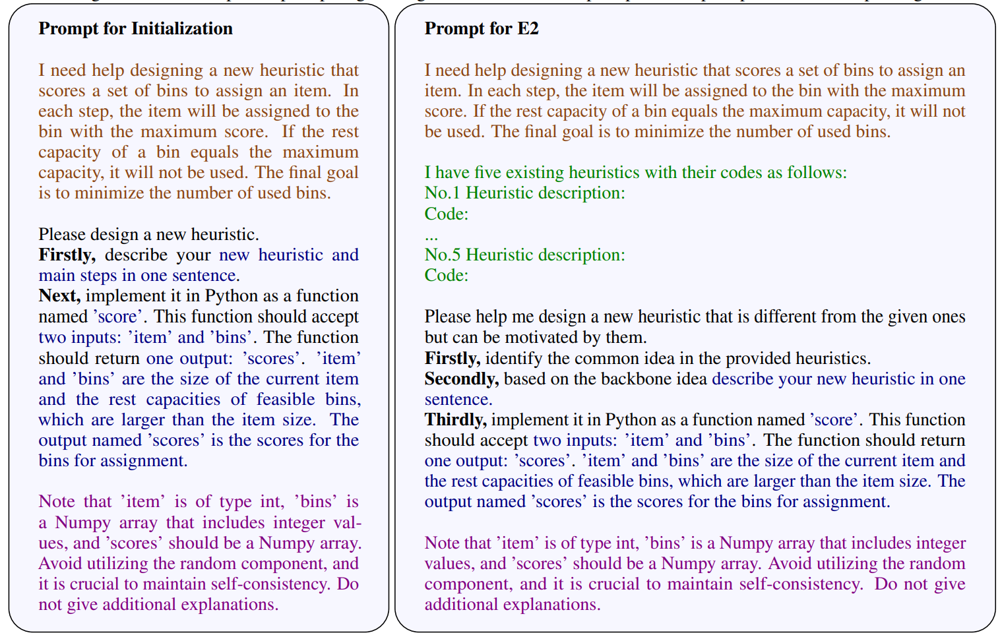 Prompt for Initialization
I need help designing a new heuristic that
scores a set of bins to assign an item. In
each step, the item will be assigned to the
bin with the maximum score. If the rest
capacity of a bin equals the maximum
capacity, it will not be used. The final goal
is to minimize the number of used bins.
Please design a new heuristic.
Firstly, describe your new heuristic and
main steps in one sentence.
Next, implement it in Python as a function
named ’score’. This function should accept
two inputs: ’item’ and ’bins’. The function
should return one output: ’scores’. ’item’
and ’bins’ are the size of the current item
and the rest capacities of feasible bins,
which are larger than the item size. The
output named ’scores’ is the scores for the
bins for assignment.
Note that ’item’ is of type int, ’bins’ is
a Numpy array that includes integer val-
ues, and ’scores’ should be a Numpy array.
Avoid utilizing the random component, and
it is crucial to maintain self-consistency. Do
not give additional explanations.
Prompt for E2
I need help designing a new heuristic that scores a set of bins to assign an
item. In each step, the item will be assigned to the bin with the maximum
score. If the rest capacity of a bin equals the maximum capacity, it will not
be used. The final goal is to minimize the number of used bins.
I have five existing heuristics with their codes as follows:
No.1 Heuristic description:
Code:
...
No.5 Heuristic description:
Code:
Please help me design a new heuristic that is different from the given ones
but can be motivated by them.
Firstly, identify the common idea in the provided heuristics.
Secondly, based on the backbone idea describe your new heuristic in one
sentence.
Thirdly, implement it in Python as a function named ’score’. This function
should accept two inputs: ’item’ and ’bins’. The function should return
one output: ’scores’. ’item’ and ’bins’ are the size of the current item and
the rest capacities of feasible bins, which are larger than the item size. The
output named ’scores’ is the scores for the bins for assignment.
Note that ’item’ is of type int, ’bins’ is a Numpy array that includes integer
values, and ’scores’ should be a Numpy array. Avoid utilizing the random
component, and it is crucial to maintain self-consistency. Do not give
additional explanations.